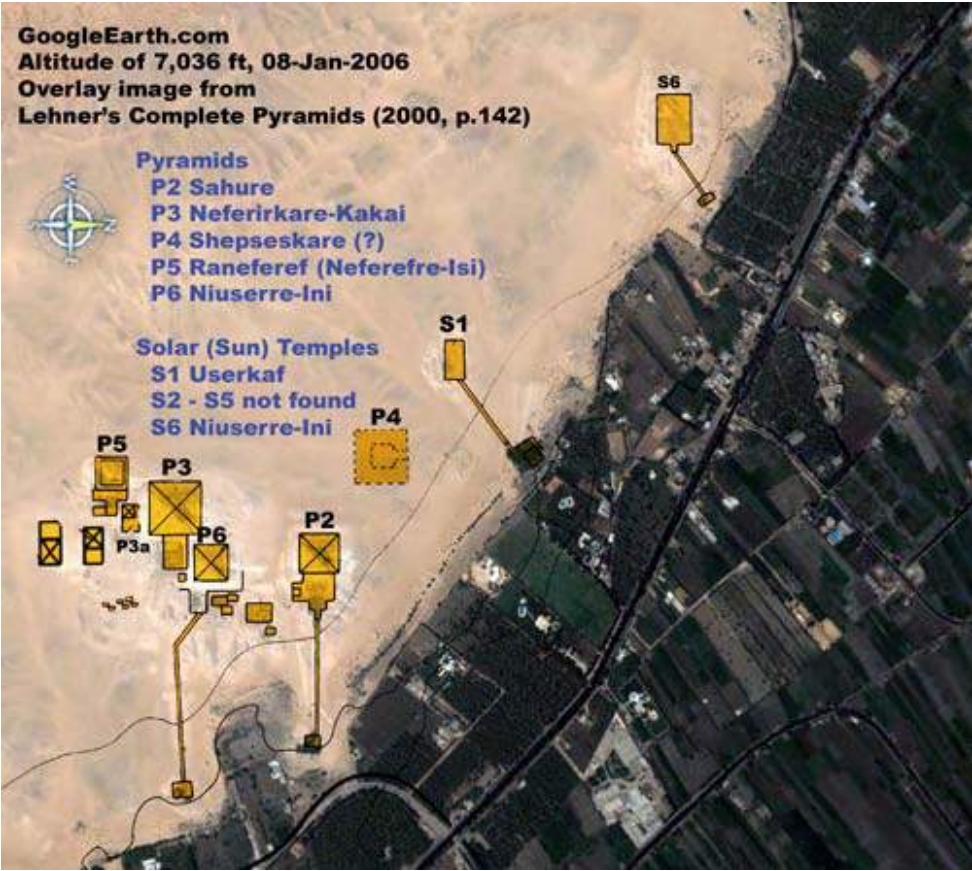 GoogleEarth.com
Altitude of 7,036 ft, 08-Jan-2006
Overlay image from
Lehner's Complete Pyramids (2000, p.142)
Pyramids
P2 Sahure
P3 Neferirkare-Kakai
P4 Shepseskare (?)
P5 Raneferef (Neferefre-Isi)
P6 Niuserre-Ini
Solar (Sun) Temples
S1 Userkaf
S2 - S5 not found
S6 Niuserre-Ini
S6
S1
P4
P5
P3
P3a
P6
P2